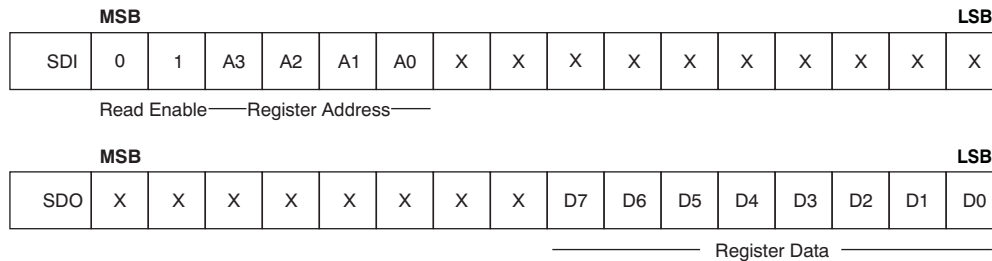 MSB LSB
SDI 0 1 A3 A2 A1 A0 X X X X X X X X X X
Read Enable Register Address
MSB LSB
SDO X X X X X X X X D7 D6 D5 D4 D3 D2 D1 D0
Register Data